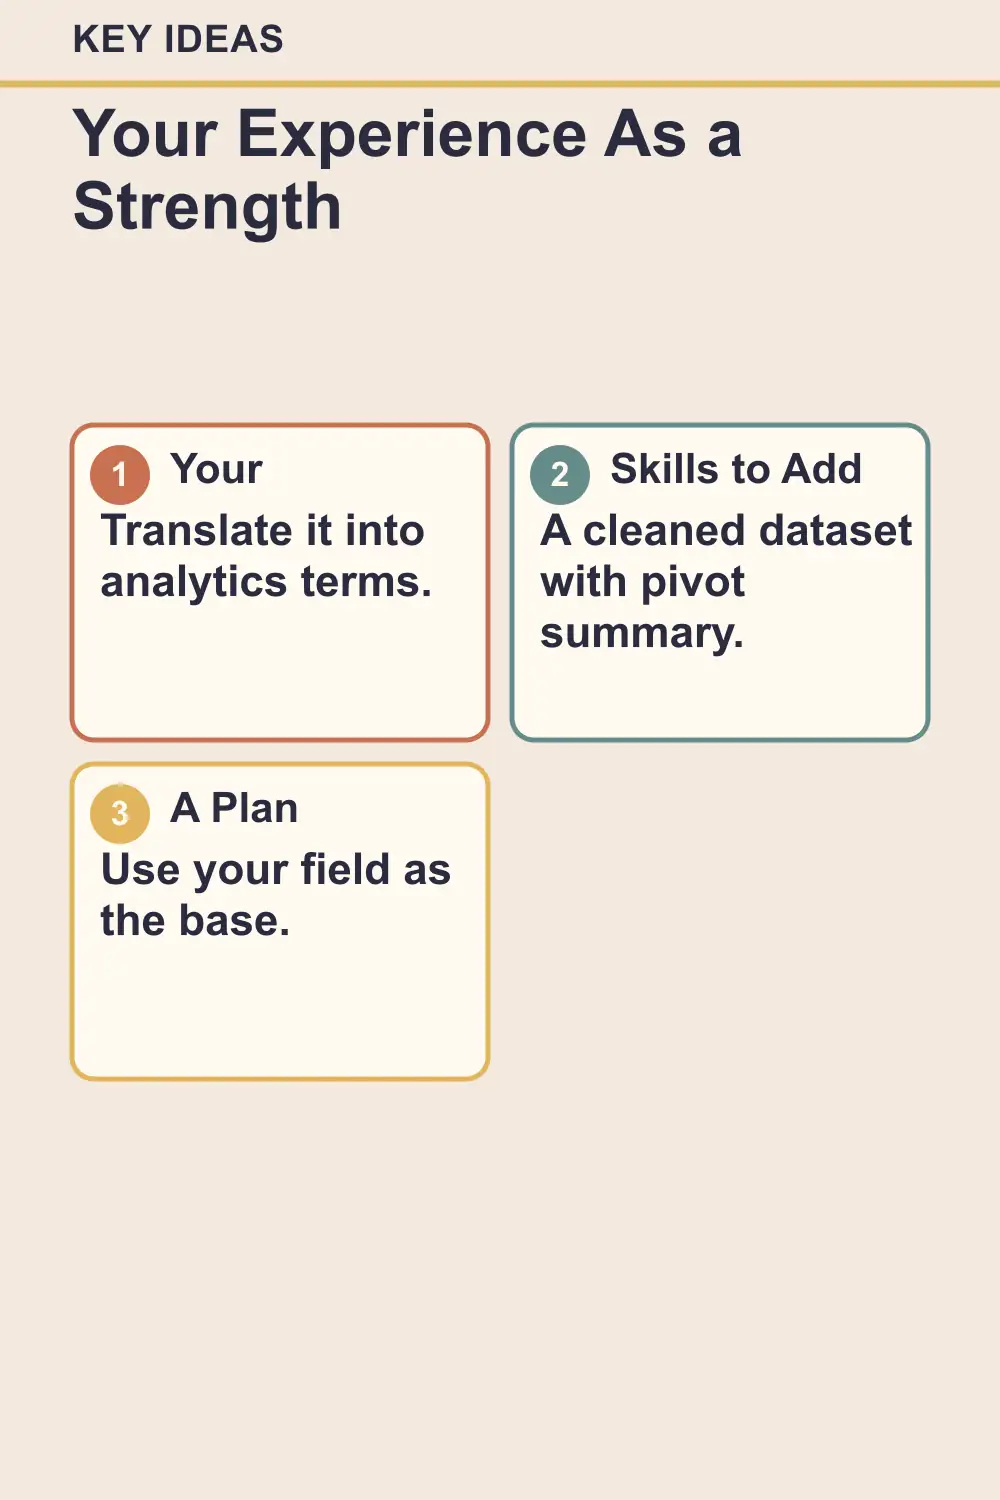 KEY IDEAS
Your Experience As a
Strength
1 Your
Translate it into
analytics terms.
2 Skills to Add
A cleaned dataset
with pivot
summary.
3 A Plan
Use your field as
the base.